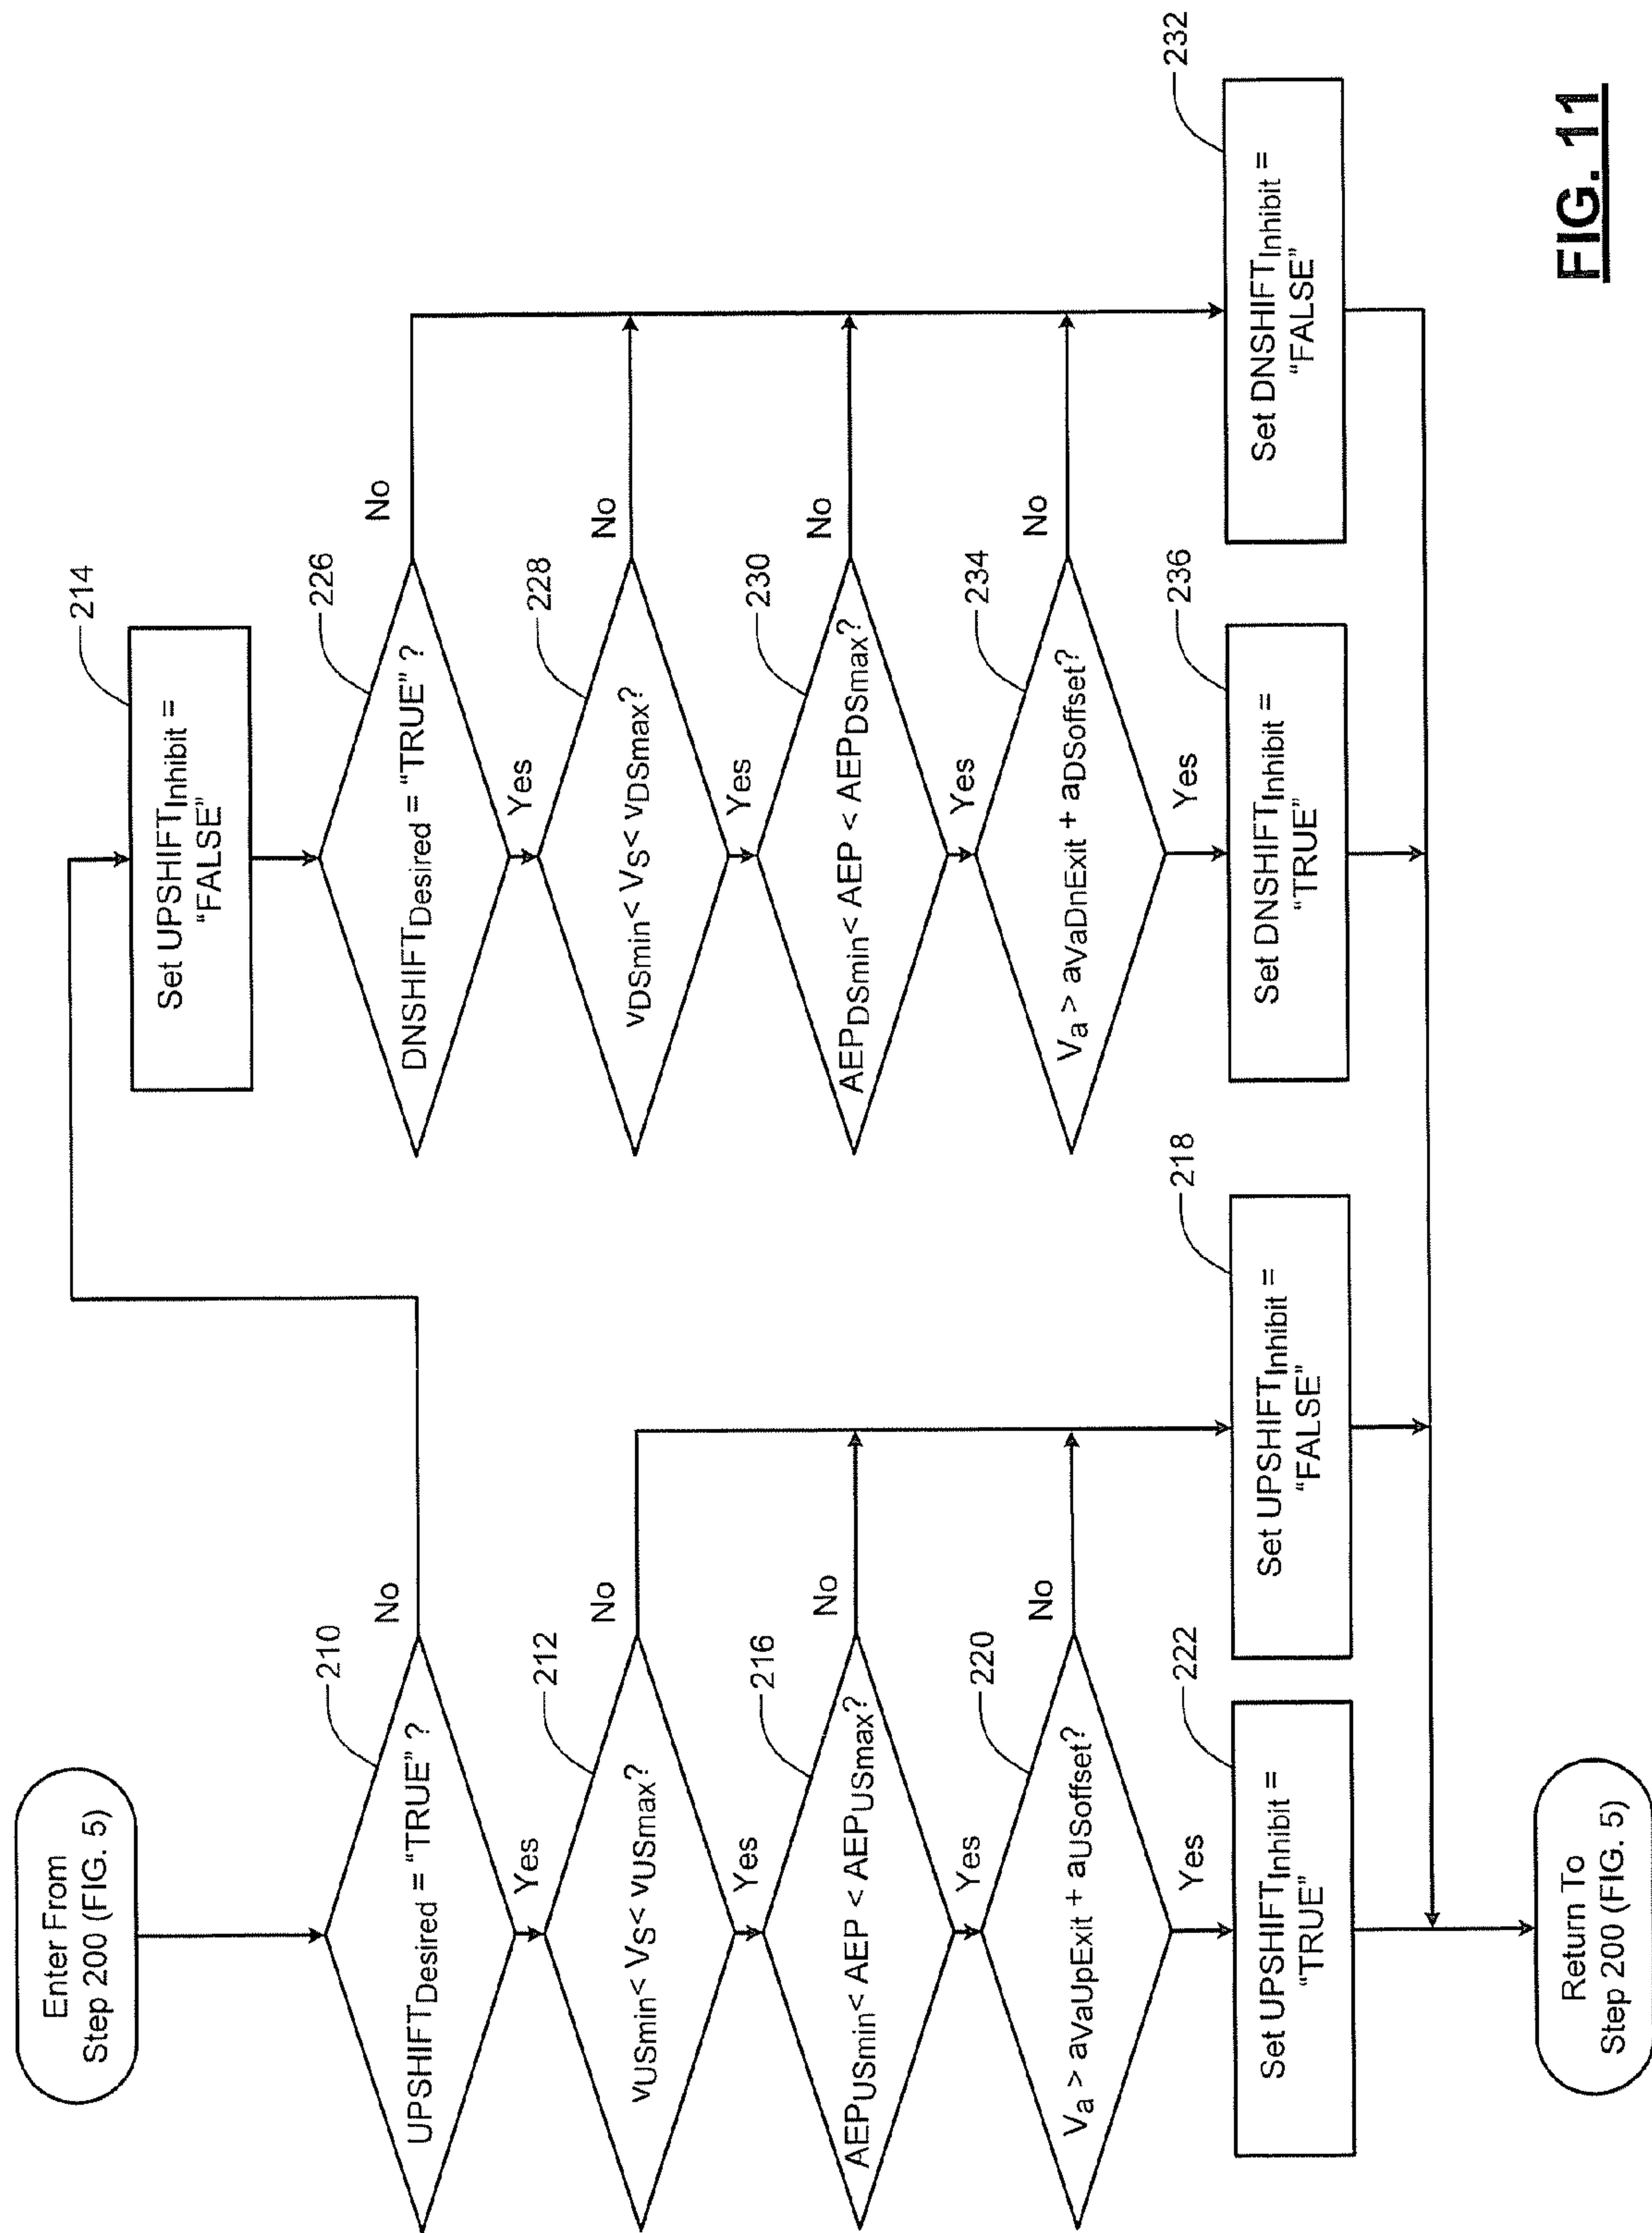 Enter From
Step 200 (FIG. 5)
210
UPSHIFTDesired = "TRUE" ?
No
Yes
212
vUSmin< VS< vUSmax?
No
Yes
216
AEPUSmin< AEP < AEPUSmax?
No
Yes
220
Va > aVaUpExit + aUSoffset?
No
Yes
222
Set UPSHIFTInhibit =
"TRUE"
218
Set UPSHIFTInhibit =
"FALSE"
214
Set UPSHIFTInhibit =
"FALSE"
226
DNSHIFTDesired = "TRUE" ?
No
Yes
228
vDSmin< VS< vDSmax?
No
Yes
230
AEPDSmin< AEP < AEPDSmax?
No
Yes
234
Va > aVaDnExit + aDSoffset?
No
Yes
236
Set DNSHIFTInhibit =
"TRUE"
232
Set DNSHIFTInhibit =
"FALSE"
Return To
Step 200 (FIG. 5)
FIG. 11